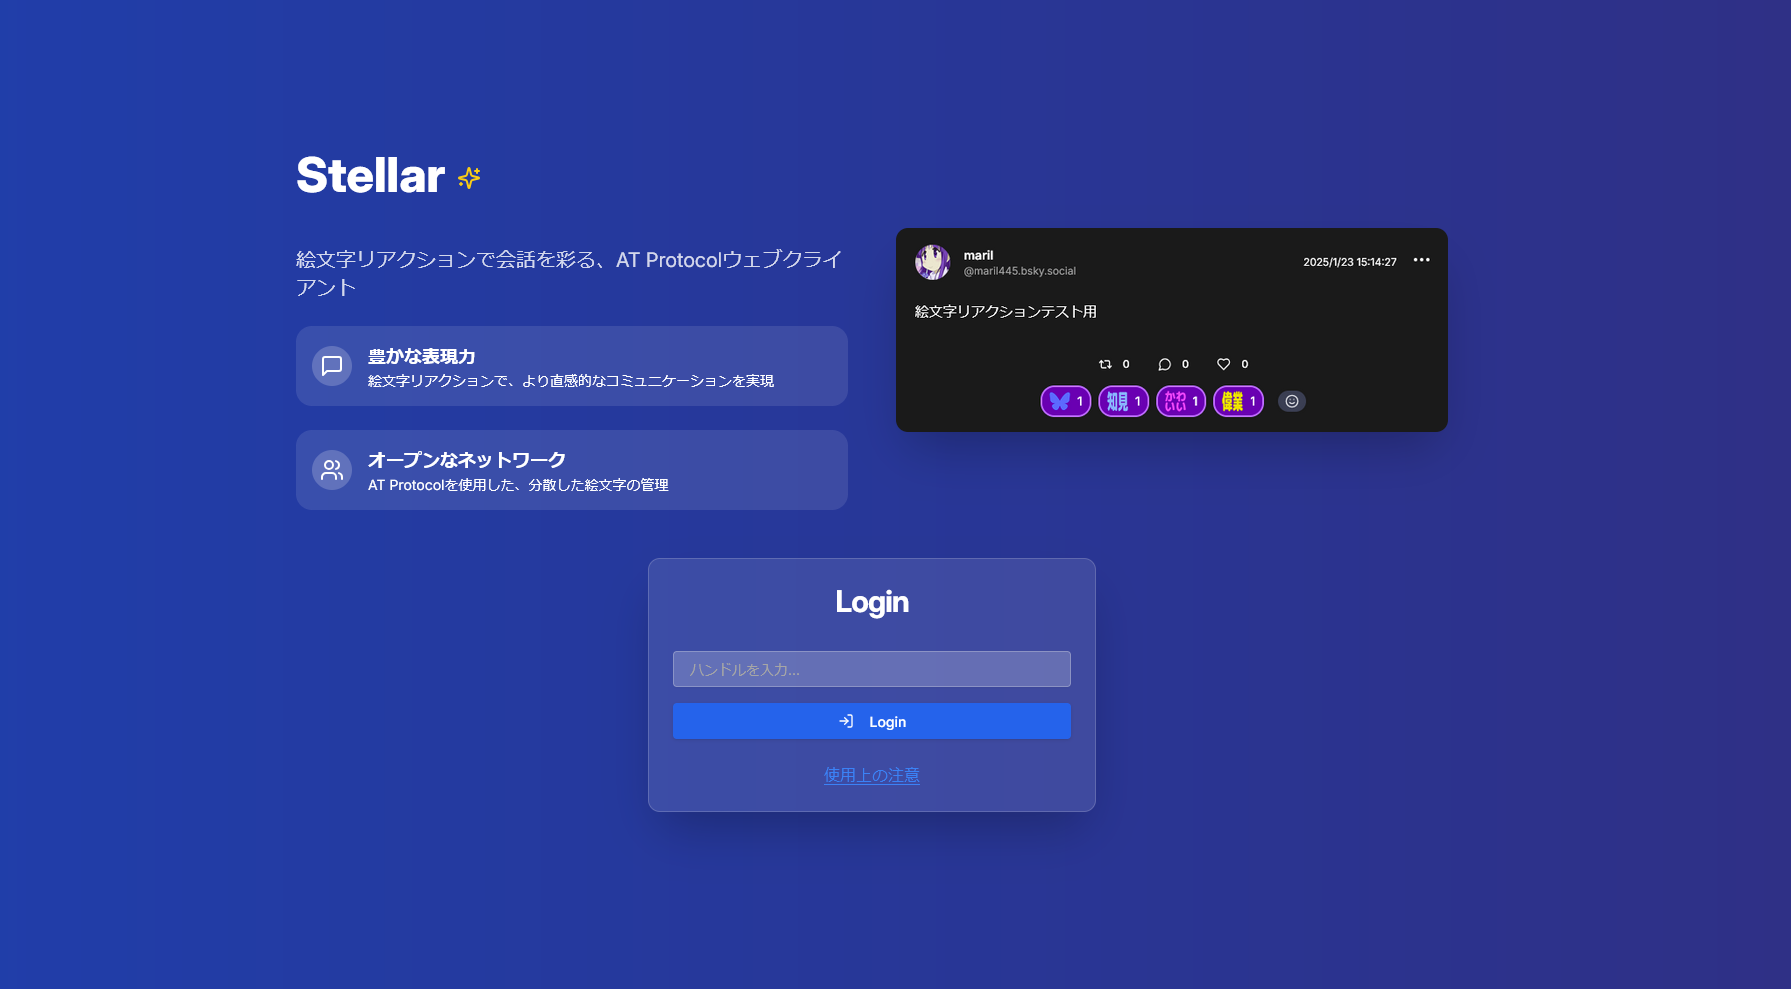 Stellar
絵文字リアクションで会話を彩る、AT Protocolウェブクライ
アント
豊かな表現力
絵文字リアクションで、より直感的なコミュニケーションを実現
オープンなネットワーク
AT Protocolを使用した、分散した絵文字の管理
maril
@maril445.bsky.social
2025/1/23 15:14:27
絵文字リアクションテスト用
0 0 0
1 知見 1 かわいい 1 偉業 1
Login
ハンドルを入力...
Login
使用上の注意